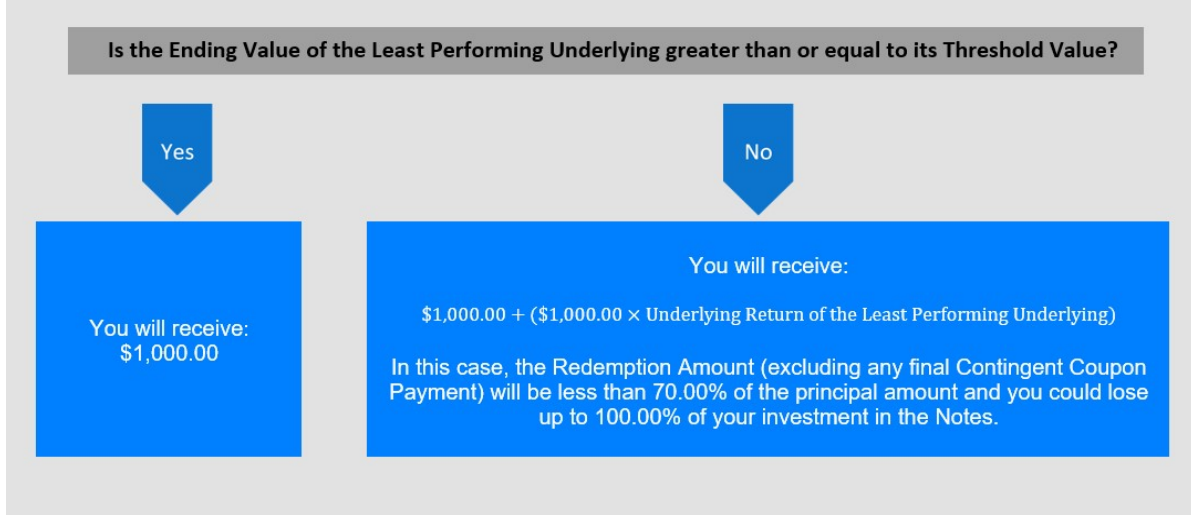 Is the Ending Value of the Least Performing Underlying greater than or equal to its Threshold Value?
Yes
No
You will receive:
$1,000.00
You will receive:
$1,000.00 + ($1,000.00 × Underlying Return of the Least Performing Underlying)
In this case, the Redemption Amount (excluding any final Contingent Coupon
Payment) will be less than 70.00% of the principal amount and you could lose
up to 100.00% of your investment in the Notes.